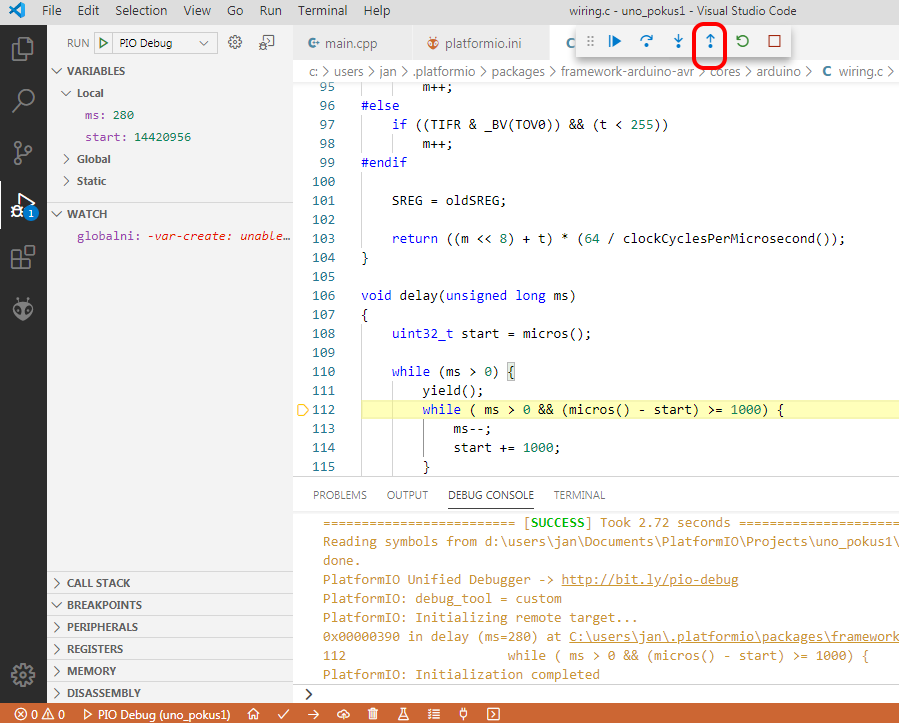 File Edit Selection View Go Run Terminal Help wiring.c - uno_pokus1 - Visual Studio Code
RUN PIO Debug
main.cpp platformio.ini C
c: > users > jan > .platformio > packages > framework-arduino-avr > cores > arduino > C wiring.c >
VARIABLES
Local
ms: 280
start: 14420956
Global
Static
WATCH
globalni: -var-create: unable…
1
CALL STACK
BREAKPOINTS
PERIPHERALS
REGISTERS
MEMORY
DISASSEMBLY
95 m++;
96 #else
97 if ((TIFR & _BV(TOV0)) && (t < 255))
98 m++;
99 #endif
100
101 SREG = oldSREG;
102
103 return ((m << 8) + t) * (64 / clockCyclesPerMicrosecond());
104 }
105
106 void delay(unsigned long ms)
107 {
108 uint32_t start = micros();
109
110 while (ms > 0) {
111 yield();
112 while ( ms > 0 && (micros() - start) >= 1000) {
113 ms--;
114 start += 1000;
115 }
PROBLEMS OUTPUT DEBUG CONSOLE TERMINAL
========================= [SUCCESS] Took 2.72 seconds =====================
Reading symbols from d:\users\jan\Documents\PlatformIO\Projects\uno_pokus1\
done.
PlatformIO Unified Debugger -> http://bit.ly/pio-debug
PlatformIO: debug_tool = custom
PlatformIO: Initializing remote target...
0x00000390 in delay (ms=280) at C:\users\jan\.platformio\packages\framework
112 while ( ms > 0 && (micros() - start) >= 1000) {
PlatformIO: Initialization completed
>
0 0 PIO Debug (uno_pokus1)